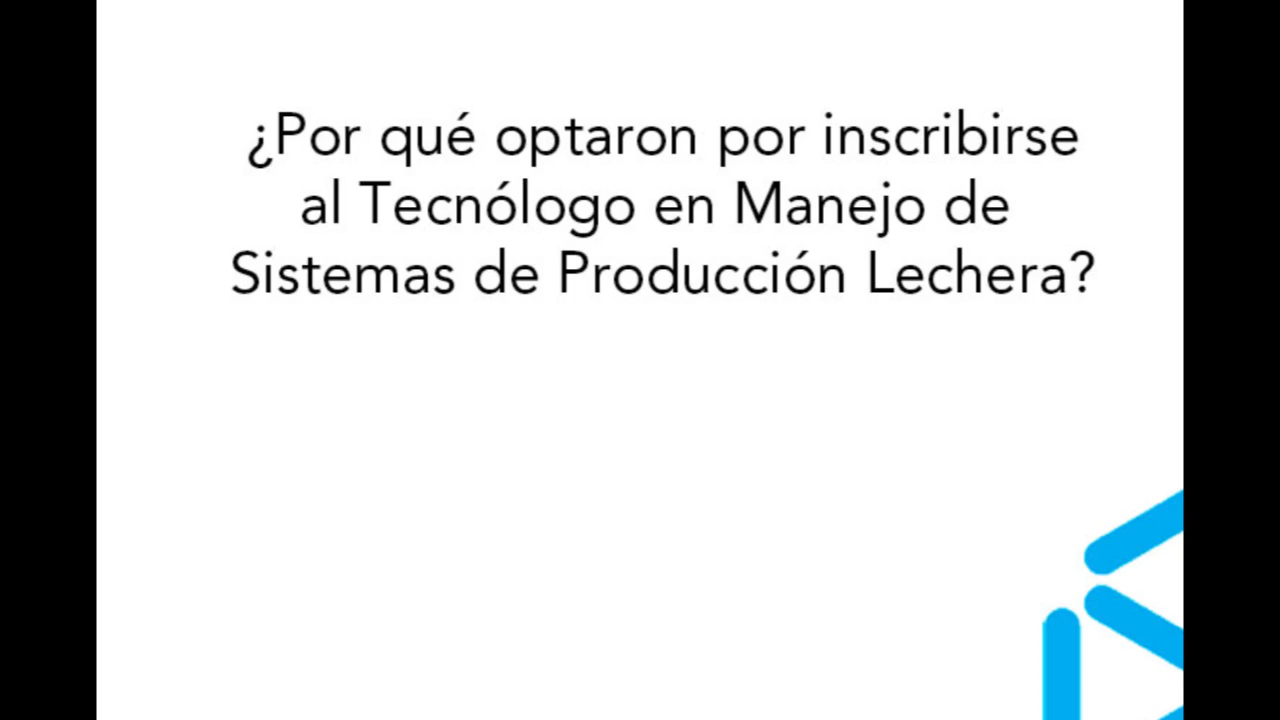 ¿Por qué optaron por inscribirse
al Tecnólogo en Manejo de
Sistemas de Producción Lechera?